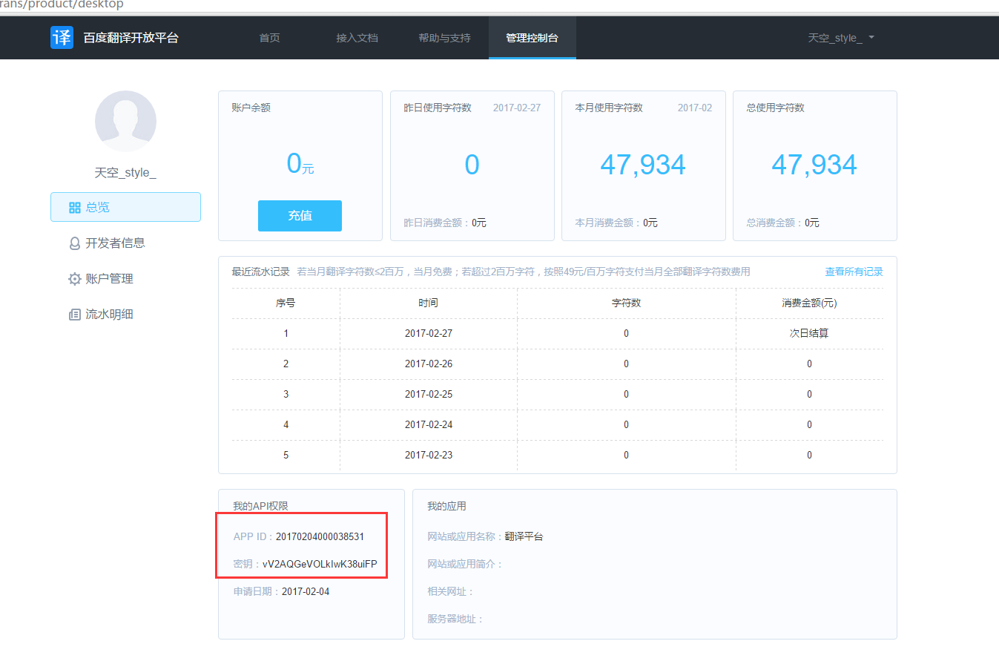 rans/product/desktop
译 百度翻译开放平台 首页 接入文档 帮助与支持 管理控制台 天空_style_
天空_style_
总览
开发者信息
账户管理
流水明细
账户余额
0元
充值
昨日使用字符数 2017-02-27
0
昨日消费金额：0元
本月使用字符数 2017-02
47,934
本月消费金额：0元
总使用字符数
47,934
总消费金额：0元
最近流水记录 若当月翻译字符数≤2百万，当月免费；若超过2百万字符，按照49元/百万字符支付当月全部翻译字符数费用 查看所有记录
序号 时间 字符数 消费金额(元)
1 2017-02-27 0 次日结算
2 2017-02-26 0 0
3 2017-02-25 0 0
4 2017-02-24 0 0
5 2017-02-23 0 0
我的API权限
APP ID：20170204000038531
密钥：vV2AQGeVOLkIwK38uiFP
申请日期：2017-02-04
我的应用
网站或应用名称：翻译平台
网站或应用简介：
相关网址：
服务器地址：